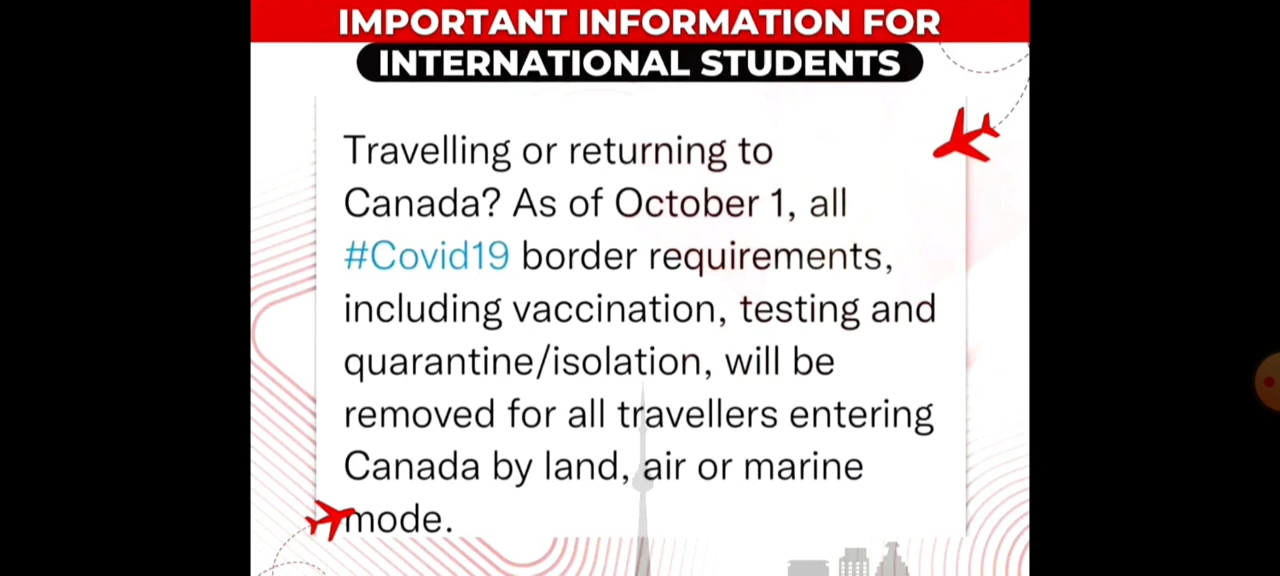 IMPORTANT INFORMATION FOR
INTERNATIONAL STUDENTS
Travelling or returning to
Canada? As of October 1, all
#Covid19 border requirements,
including vaccination, testing and
quarantine/isolation, will be
removed for all travellers entering
Canada by land, air or marine
mode.